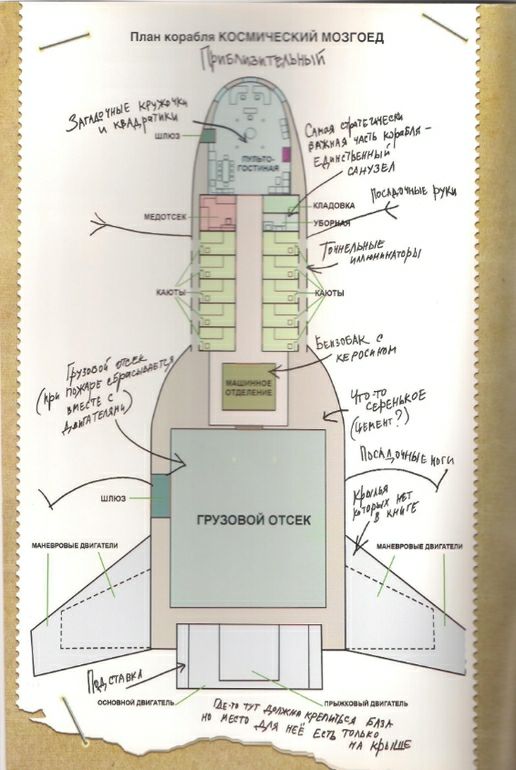 План корабля КОСМИЧЕСКИЙ МОЗГОЕД
Приблизительный
Загадочные кружочки
и квадратики
ШЛЮЗ
ПУЛЬТО-
ГОСТИНАЯ
Самая стратегически
важная часть корабля –
единственный
санузел
МЕДОТСЕК
КЛАДОВКА
УБОРНАЯ
Посадочные руки
Тоннельные
иллюминаторы
КАЮТЫ
КАЮТЫ
Бензобак с
керосином
МАШИННОЕ
ОТДЕЛЕНИЕ
Грузовой отсек
(при пожаре сбрасывается
вместе с
двигателями)
Что-то
серенькое
(цемент?)
Посадочные ноги
ШЛЮЗ
ГРУЗОВОЙ ОТСЕК
Крылья
которых нет
в книге
МАНЕВРОВЫЕ ДВИГАТЕЛИ
МАНЕВРОВЫЕ ДВИГАТЕЛИ
Подставка
ОСНОВНОЙ ДВИГАТЕЛЬ
ПРЫЖКОВЫЙ ДВИГАТЕЛЬ
Где-то тут должна крепиться база
но место для неё есть только
на крыше